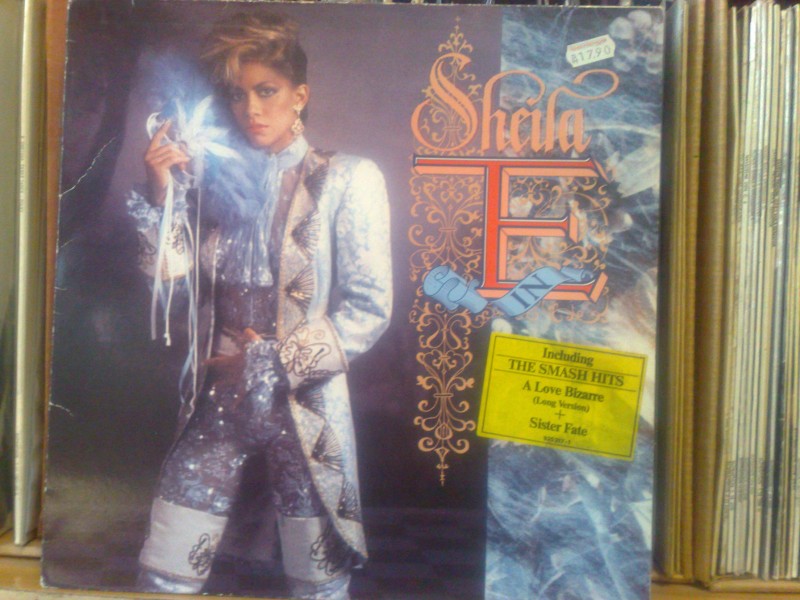 $17.90
Sheila
E
IN
Including
THE SMASH HITS
A Love Bizarre
(Long Version)
+
Sister Fate